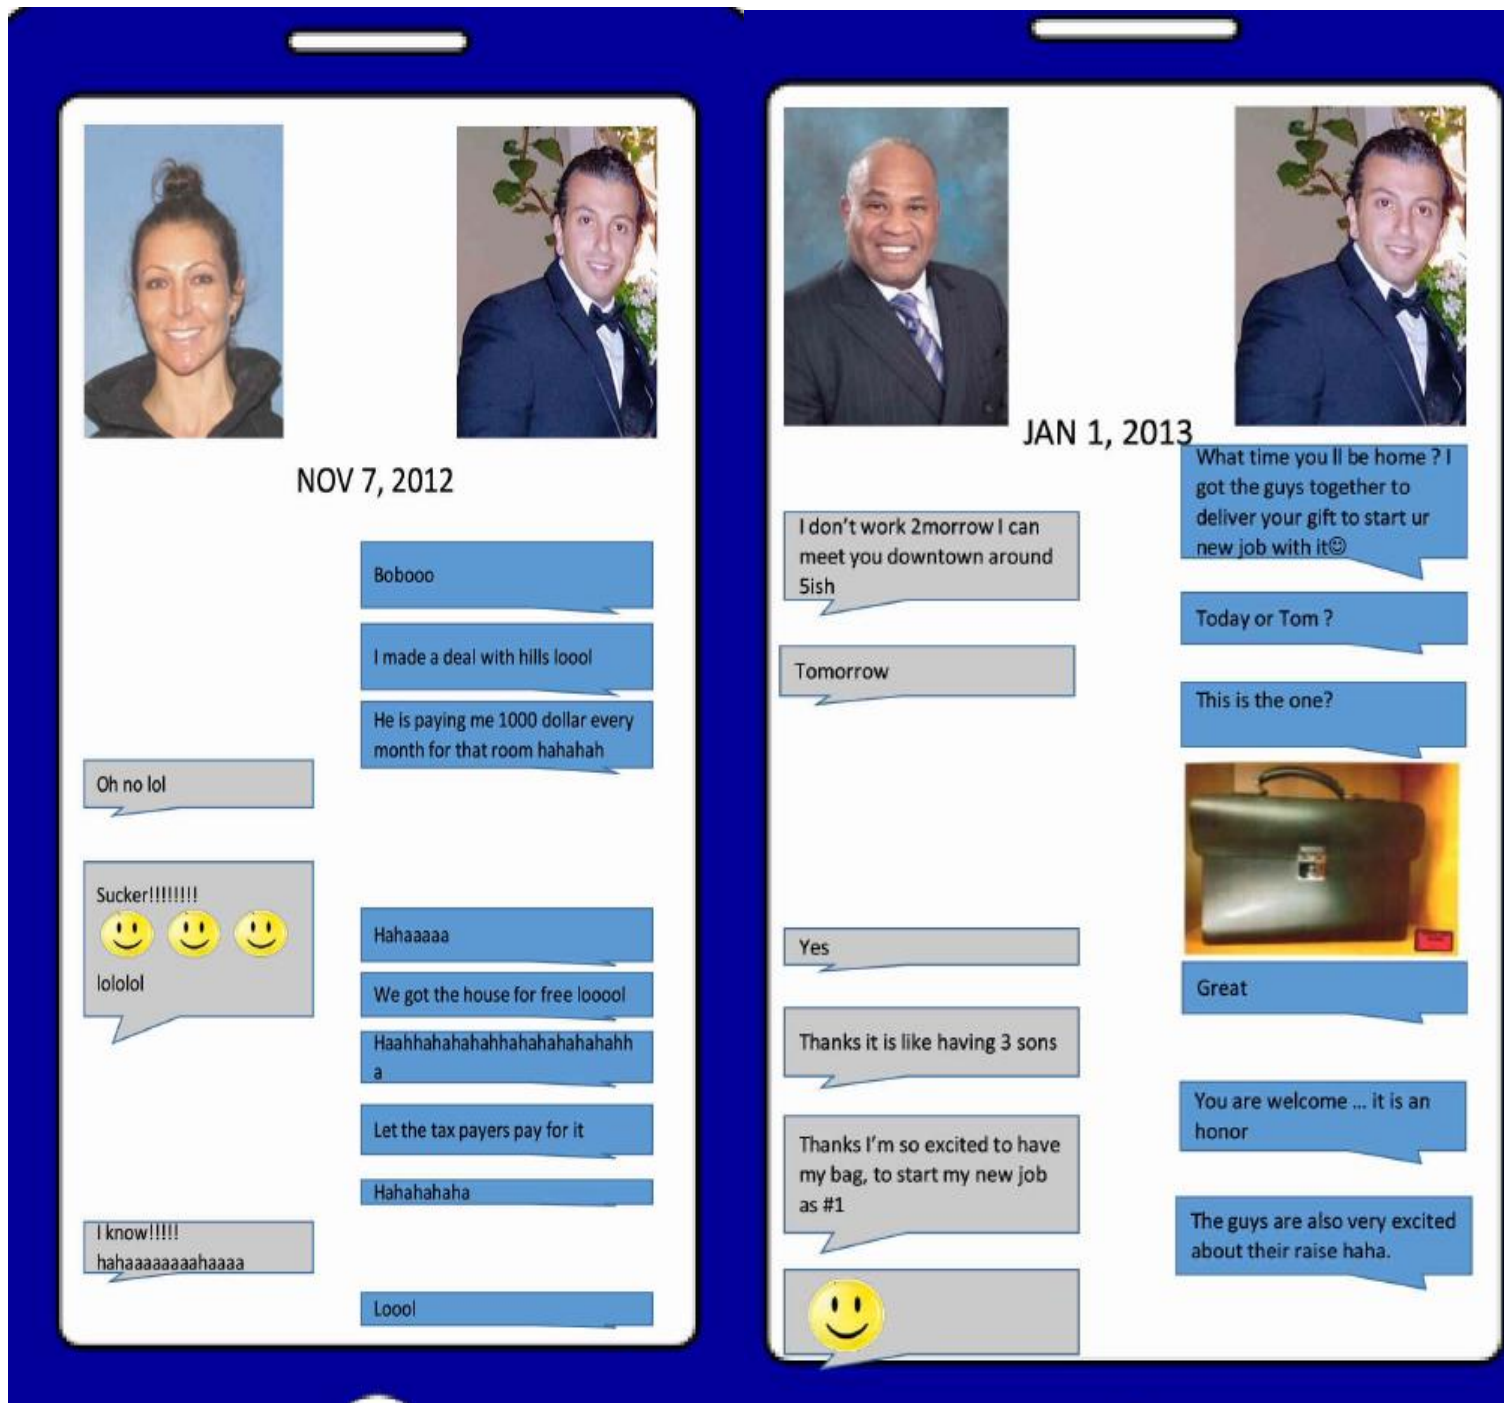 NOV 7, 2012
Bobooo
I made a deal with hills loool
He is paying me 1000 dollar every
month for that room hahahah
Oh no lol
Sucker!!!!!!!!
lololol
Hahaaaaa
We got the house for free looool
Haahhahahahahhahahahahahahh
a
Let the tax payers pay for it
Hahahahaha
I know!!!!!
hahaaaaaaaahaaaa
Loool
JAN 1, 2013
What time you ll be home ? I
got the guys together to
deliver your gift to start ur
new job with it☺
I don't work 2morrow I can
meet you downtown around
5ish
Today or Tom ?
Tomorrow
This is the one?
Yes
Great
Thanks it is like having 3 sons
You are welcome ... it is an
honor
Thanks I'm so excited to have
my bag, to start my new job
as #1
The guys are also very excited
about their raise haha.